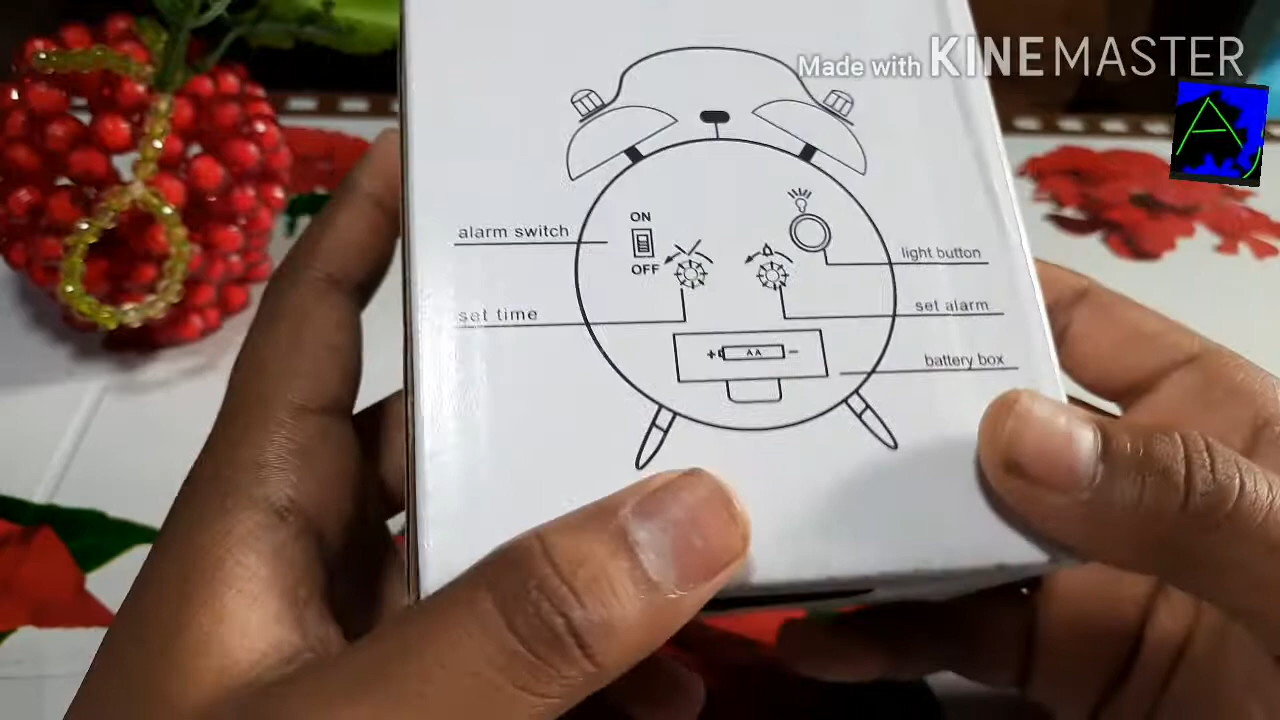 Made with KINEMASTER
A
ON
alarm switch
OFF
light button
set time
set alarm
+ AA −
battery box